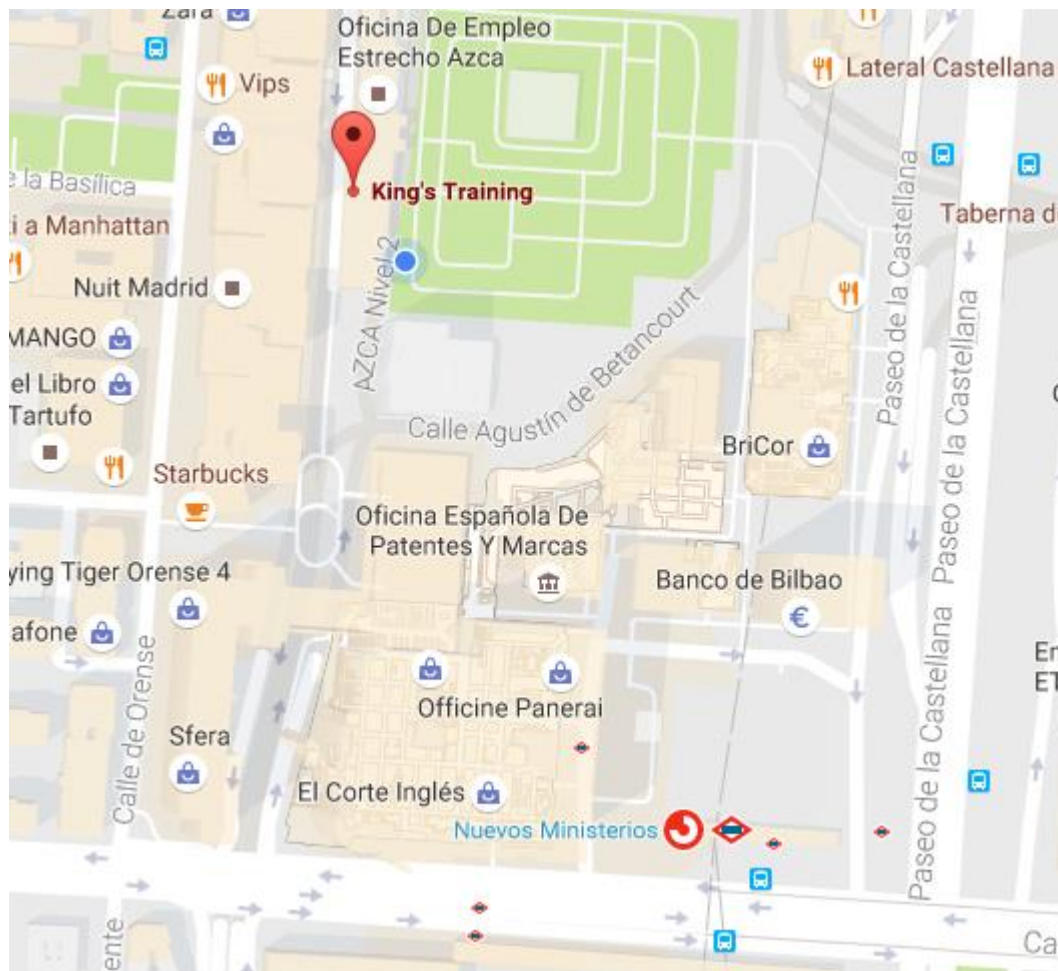 Zara
Oficina De Empleo
Estrecho Azca
Vips
Lateral Castellana
e la Basílica
King's Training
Paseo de la Castellana
Taberna d
i a Manhattan
AZCA Nivel 2
Nuit Madrid
MANGO
el Libro
Tartufo
Calle Agustín de Betancourt
Paseo de la Castellana
BriCor
Starbucks
Oficina Española De
Patentes Y Marcas
ying Tiger Orense 4
Banco de Bilbao
€
afone
Calle de Orense
Officine Panerai
Paseo de la Castellana
En
ET
Sfera
El Corte Inglés
Nuevos Ministerios
ente
Ca